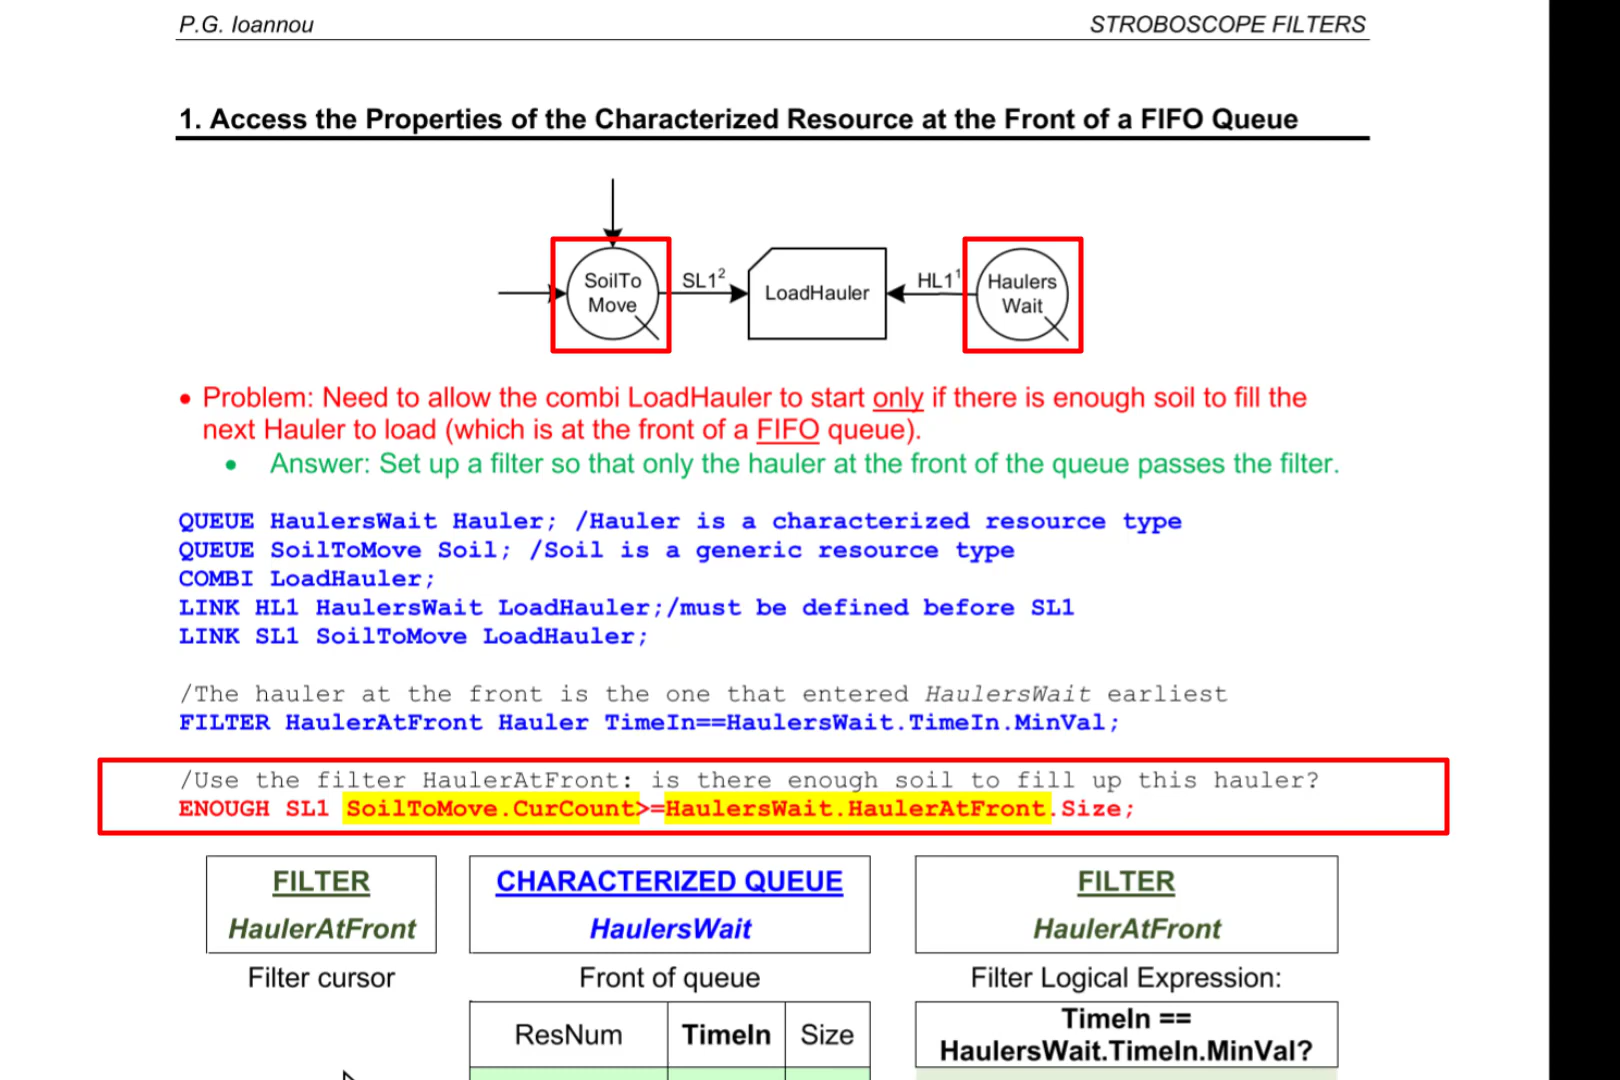 P.G. Ioannou
STROBOSCOPE FILTERS
1. Access the Properties of the Characterized Resource at the Front of a FIFO Queue
SoilTo
Move
SL1²
LoadHauler
HL1¹
Haulers
Wait
• Problem: Need to allow the combi LoadHauler to start only if there is enough soil to fill the
next Hauler to load (which is at the front of a FIFO queue).
• Answer: Set up a filter so that only the hauler at the front of the queue passes the filter.
QUEUE HaulersWait Hauler; /Hauler is a characterized resource type
QUEUE SoilToMove Soil; /Soil is a generic resource type
COMBI LoadHauler;
LINK HL1 HaulersWait LoadHauler;/must be defined before SL1
LINK SL1 SoilToMove LoadHauler;
/The hauler at the front is the one that entered HaulersWait earliest
FILTER HaulerAtFront Hauler TimeIn==HaulersWait.TimeIn.MinVal;
/Use the filter HaulerAtFront: is there enough soil to fill up this hauler?
ENOUGH SL1 SoilToMove.CurCount>=HaulersWait.HaulerAtFront.Size;
FILTER
HaulerAtFront
CHARACTERIZED QUEUE
HaulersWait
FILTER
HaulerAtFront
Filter cursor
Front of queue
Filter Logical Expression:
ResNum
TimeIn
Size
TimeIn ==
HaulersWait.TimeIn.MinVal?